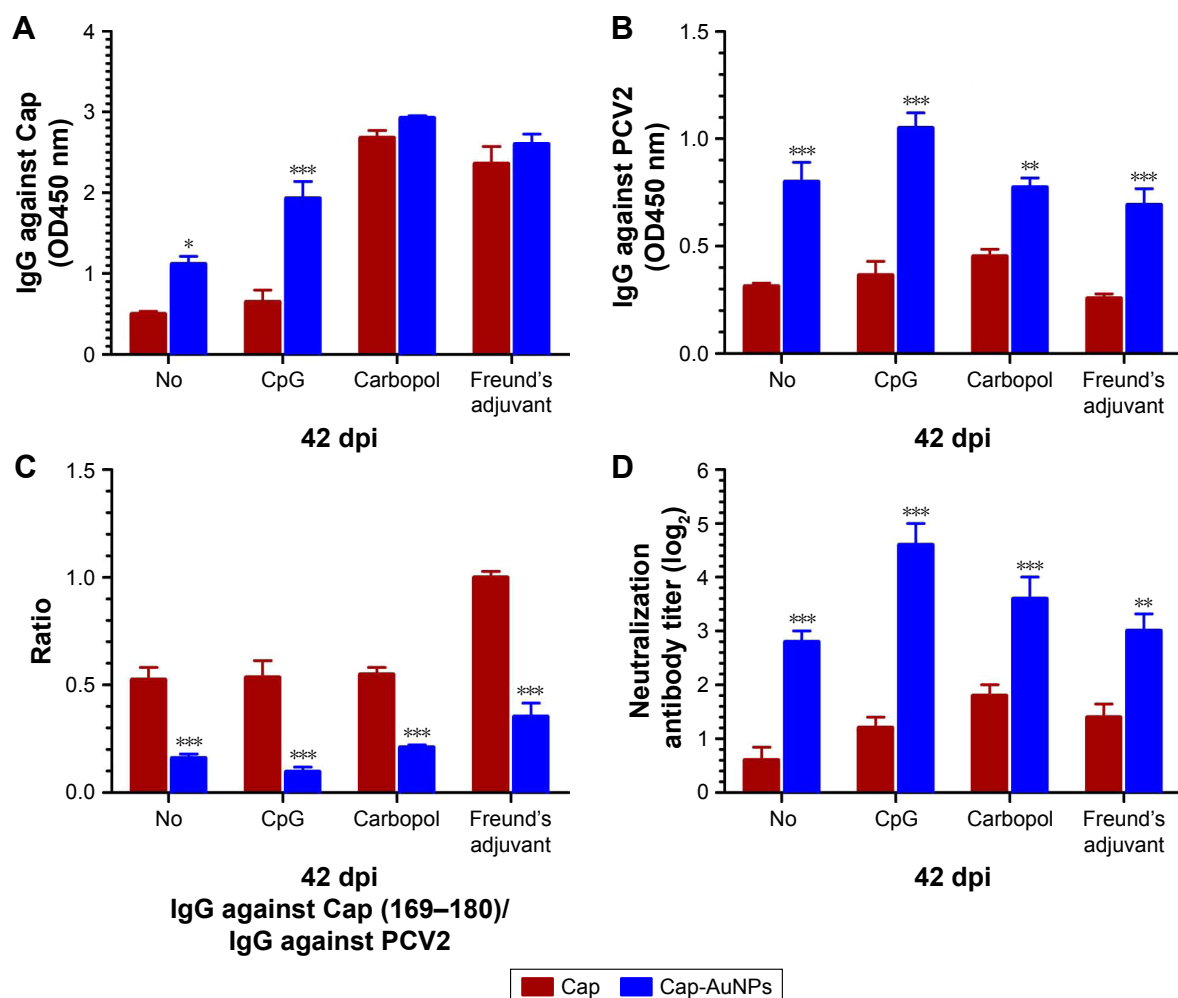 A
IgG against Cap
(OD450 nm)
4
3
2
1
0
*
***
No
CpG
Carbopol
Freund's
adjuvant
42 dpi
B
IgG against PCV2
(OD450 nm)
1.5
1.0
0.5
0.0
***
***
**
***
No
CpG
Carbopol
Freund's
adjuvant
42 dpi
C
Ratio
1.5
1.0
0.5
0.0
***
***
***
***
No
CpG
Carbopol
Freund's
adjuvant
42 dpi
IgG against Cap (169–180)/
IgG against PCV2
D
Neutralization
antibody titer (log₂)
6
5
4
3
2
1
0
***
***
***
**
No
CpG
Carbopol
Freund's
adjuvant
42 dpi
Cap
Cap-AuNPs